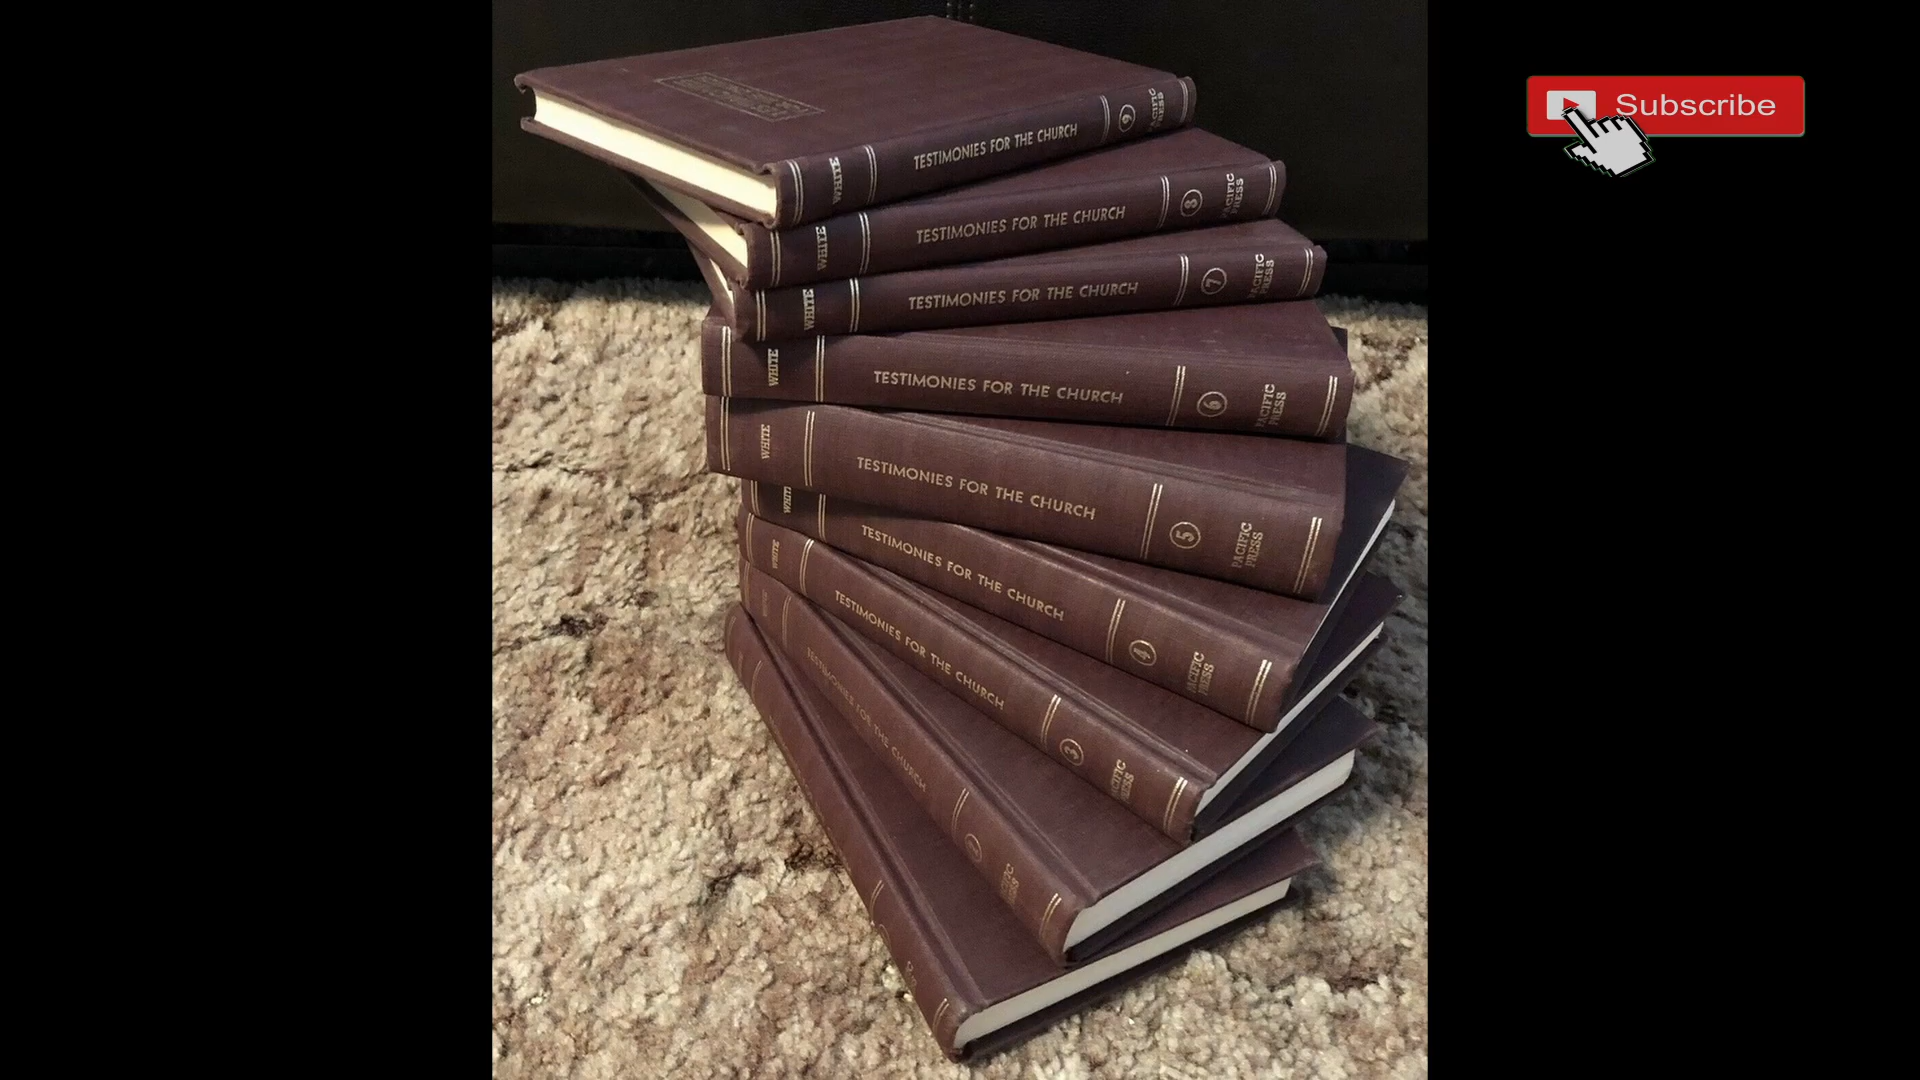 Subscribe
WHITE
TESTIMONIES FOR THE CHURCH
9
PACIFIC
PRESS
WHITE
TESTIMONIES FOR THE CHURCH
8
PACIFIC
PRESS
WHITE
TESTIMONIES FOR THE CHURCH
7
PACIFIC
PRESS
WHITE
TESTIMONIES FOR THE CHURCH
6
PACIFIC
PRESS
WHITE
TESTIMONIES FOR THE CHURCH
5
PACIFIC
PRESS
WHITE
TESTIMONIES FOR THE CHURCH
4
PACIFIC
PRESS
WHITE
TESTIMONIES FOR THE CHURCH
3
PACIFIC
PRESS
TESTIMONIES FOR THE CHURCH
2